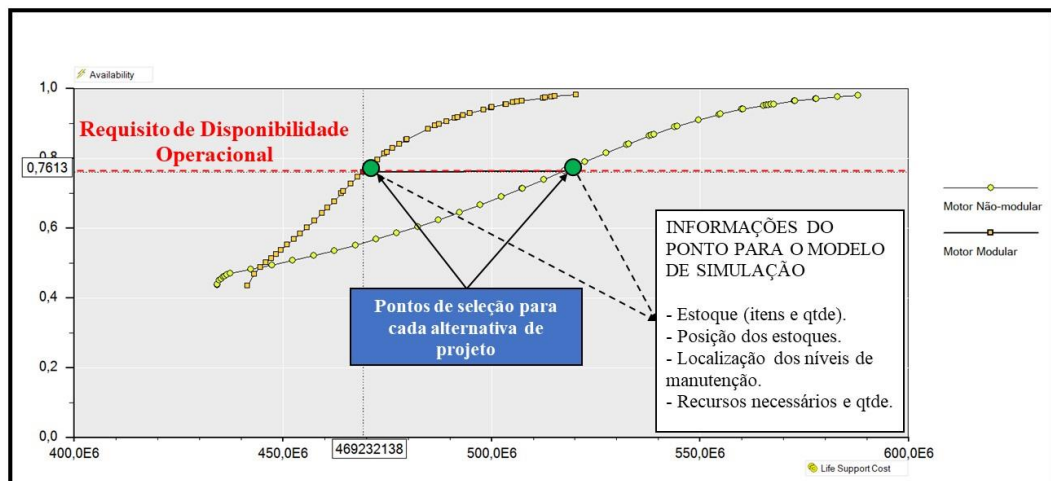 Availability
1,0
0,8
0,7613
0,6
0,4
0,2
0,0
Requisito de Disponibilidade
Operacional
Pontos de seleção para
cada alternativa de
projeto
INFORMAÇÕES DO
PONTO PARA O MODELO
DE SIMULAÇÃO
- Estoque (itens e qtde).
- Posição dos estoques.
- Localização dos níveis de
manutenção.
- Recursos necessários e qtde.
Motor Não-modular
Motor Modular
400,0E6
450,0E6
469232138
500,0E6
550,0E6
600,0E6
Life Support Cost